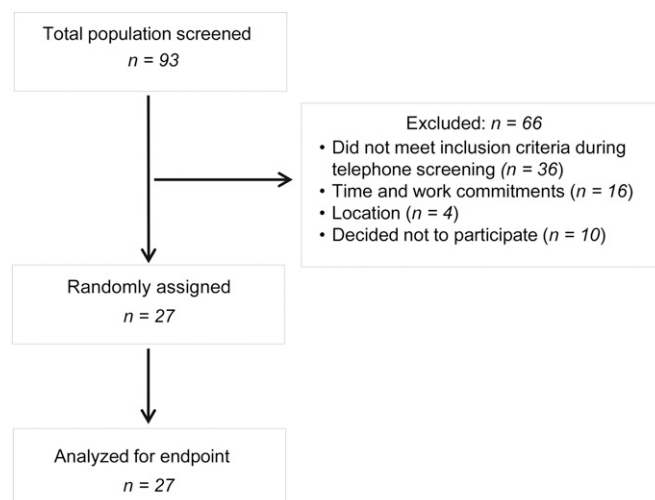 Total population screened
n = 93
Excluded: n = 66
• Did not meet inclusion criteria during
telephone screening (n = 36)
• Time and work commitments (n = 16)
• Location (n = 4)
• Decided not to participate (n = 10)
Randomly assigned
n = 27
Analyzed for endpoint
n = 27